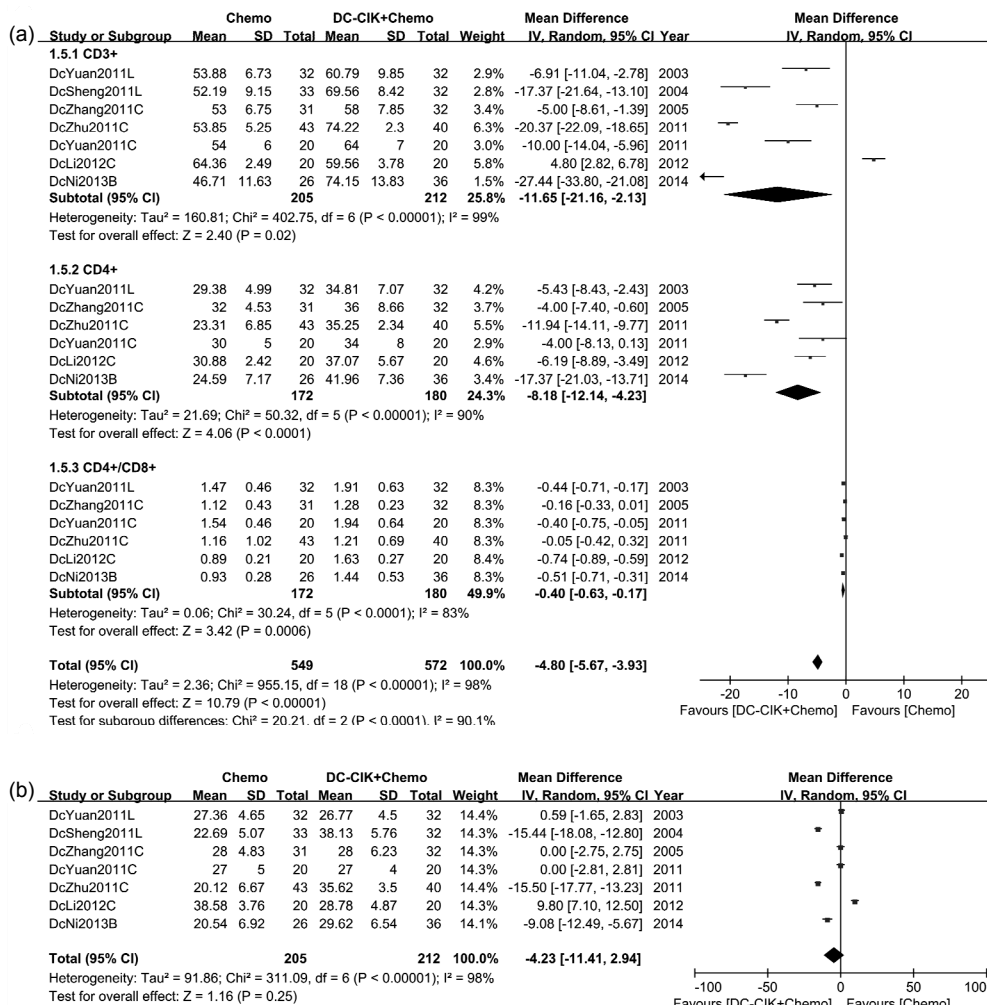 (a)
Chemo DC-CIK+Chemo Mean Difference Mean Difference
Study or Subgroup Mean SD Total Mean SD Total Weight IV, Random, 95% CI Year IV, Random, 95% CI
1.5.1 CD3+
DcYuan2011L 53.88 6.73 32 60.79 9.85 32 2.9% -6.91 [-11.04, -2.78] 2003
DcSheng2011L 52.19 9.15 33 69.56 8.42 32 2.8% -17.37 [-21.64, -13.10] 2004
DcZhang2011C 53 6.75 31 58 7.85 32 3.4% -5.00 [-8.61, -1.39] 2005
DcZhu2011C 53.85 5.25 43 74.22 2.3 40 6.3% -20.37 [-22.09, -18.65] 2011
DcYuan2011C 54 6 20 64 7 20 3.0% -10.00 [-14.04, -5.96] 2011
DcLi2012C 64.36 2.49 20 59.56 3.78 20 5.8% 4.80 [2.82, 6.78] 2012
DcNi2013B 46.71 11.63 26 74.15 13.83 36 1.5% -27.44 [-33.80, -21.08] 2014
Subtotal (95% CI) 205 212 25.8% -11.65 [-21.16, -2.13]
Heterogeneity: Tau² = 160.81; Chi² = 402.75, df = 6 (P < 0.00001); I² = 99%
Test for overall effect: Z = 2.40 (P = 0.02)
1.5.2 CD4+
DcYuan2011L 29.38 4.99 32 34.81 7.07 32 4.2% -5.43 [-8.43, -2.43] 2003
DcZhang2011C 32 4.53 31 36 8.66 32 3.7% -4.00 [-7.40, -0.60] 2005
DcZhu2011C 23.31 6.85 43 35.25 2.34 40 5.5% -11.94 [-14.11, -9.77] 2011
DcYuan2011C 30 5 20 34 8 20 2.9% -4.00 [-8.13, 0.13] 2011
DcLi2012C 30.88 2.42 20 37.07 5.67 20 4.6% -6.19 [-8.89, -3.49] 2012
DcNi2013B 24.59 7.17 26 41.96 7.36 36 3.4% -17.37 [-21.03, -13.71] 2014
Subtotal (95% CI) 172 180 24.3% -8.18 [-12.14, -4.23]
Heterogeneity: Tau² = 21.69; Chi² = 50.32, df = 5 (P < 0.00001); I² = 90%
Test for overall effect: Z = 4.06 (P < 0.0001)
1.5.3 CD4+/CD8+
DcYuan2011L 1.47 0.46 32 1.91 0.63 32 8.3% -0.44 [-0.71, -0.17] 2003
DcZhang2011C 1.12 0.43 31 1.28 0.23 32 8.3% -0.16 [-0.33, 0.01] 2005
DcYuan2011C 1.54 0.46 20 1.94 0.64 20 8.3% -0.40 [-0.75, -0.05] 2011
DcZhu2011C 1.16 1.02 43 1.21 0.69 40 8.3% -0.05 [-0.42, 0.32] 2011
DcLi2012C 0.89 0.21 20 1.63 0.27 20 8.4% -0.74 [-0.89, -0.59] 2012
DcNi2013B 0.93 0.28 26 1.44 0.53 36 8.3% -0.51 [-0.71, -0.31] 2014
Subtotal (95% CI) 172 180 49.9% -0.40 [-0.63, -0.17]
Heterogeneity: Tau² = 0.06; Chi² = 30.24, df = 5 (P < 0.0001); I² = 83%
Test for overall effect: Z = 3.42 (P = 0.0006)
Total (95% CI) 549 572 100.0% -4.80 [-5.67, -3.93]
Heterogeneity: Tau² = 2.36; Chi² = 955.15, df = 18 (P < 0.00001); I² = 98%
Test for overall effect: Z = 10.79 (P < 0.00001)
Test for subgroup differences: Chi² = 20.21, df = 2 (P < 0.0001), I² = 90.1%
-20 -10 0 10 20
Favours [DC-CIK+Chemo] Favours [Chemo]
(b)
Chemo DC-CIK+Chemo Mean Difference Mean Difference
Study or Subgroup Mean SD Total Mean SD Total Weight IV, Random, 95% CI Year IV, Random, 95% CI
DcYuan2011L 27.36 4.65 32 26.77 4.5 32 14.4% 0.59 [-1.65, 2.83] 2003
DcSheng2011L 22.69 5.07 33 38.13 5.76 32 14.3% -15.44 [-18.08, -12.80] 2004
DcZhang2011C 28 4.83 31 28 6.23 32 14.3% 0.00 [-2.75, 2.75] 2005
DcYuan2011C 27 5 20 27 4 20 14.3% 0.00 [-2.81, 2.81] 2011
DcZhu2011C 20.12 6.67 43 35.62 3.5 40 14.4% -15.50 [-17.77, -13.23] 2011
DcLi2012C 38.58 3.76 20 28.78 4.87 20 14.3% 9.80 [7.10, 12.50] 2012
DcNi2013B 20.54 6.92 26 29.62 6.54 36 14.1% -9.08 [-12.49, -5.67] 2014
Total (95% CI) 205 212 100.0% -4.23 [-11.41, 2.94]
Heterogeneity: Tau² = 91.86; Chi² = 311.09, df = 6 (P < 0.00001); I² = 98%
Test for overall effect: Z = 1.16 (P = 0.25)
-100 -50 0 50 100
Favours [DC-CIK+Chemo] Favours [Chemo]